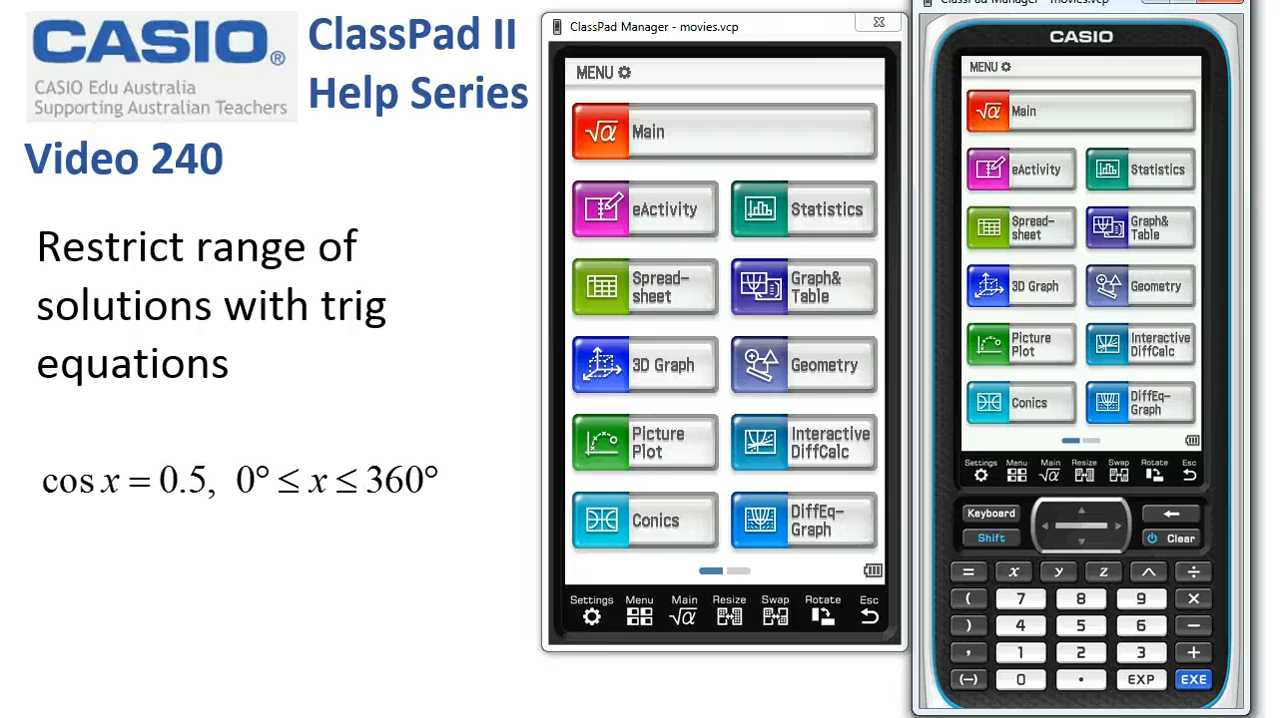 CASIO®
CASIO Edu Australia
Supporting Australian Teachers
ClassPad II
Help Series
Video 240
Restrict range of
solutions with trig
equations
cos x = 0.5, 0° ≤ x ≤ 360°
ClassPad Manager - movies.vcp
MENU
√α Main
eActivity
Statistics
Spread-
sheet
Graph&
Table
3D Graph
Geometry
Picture
Plot
Interactive
DiffCalc
Conics
DiffEq-
Graph
Settings Menu Main Resize Swap Rotate Esc
√α
CASIO
MENU
√α Main
eActivity
Statistics
Spread-
sheet
Graph&
Table
3D Graph
Geometry
Picture
Plot
Interactive
DiffCalc
Conics
DiffEq-
Graph
Settings Menu Main Resize Swap Rotate Esc
√α
Keyboard
Shift
Clear
= x y z ^ ÷
( 7 8 9 ×
) 4 5 6 −
, 1 2 3 +
(−) 0 · EXP EXE